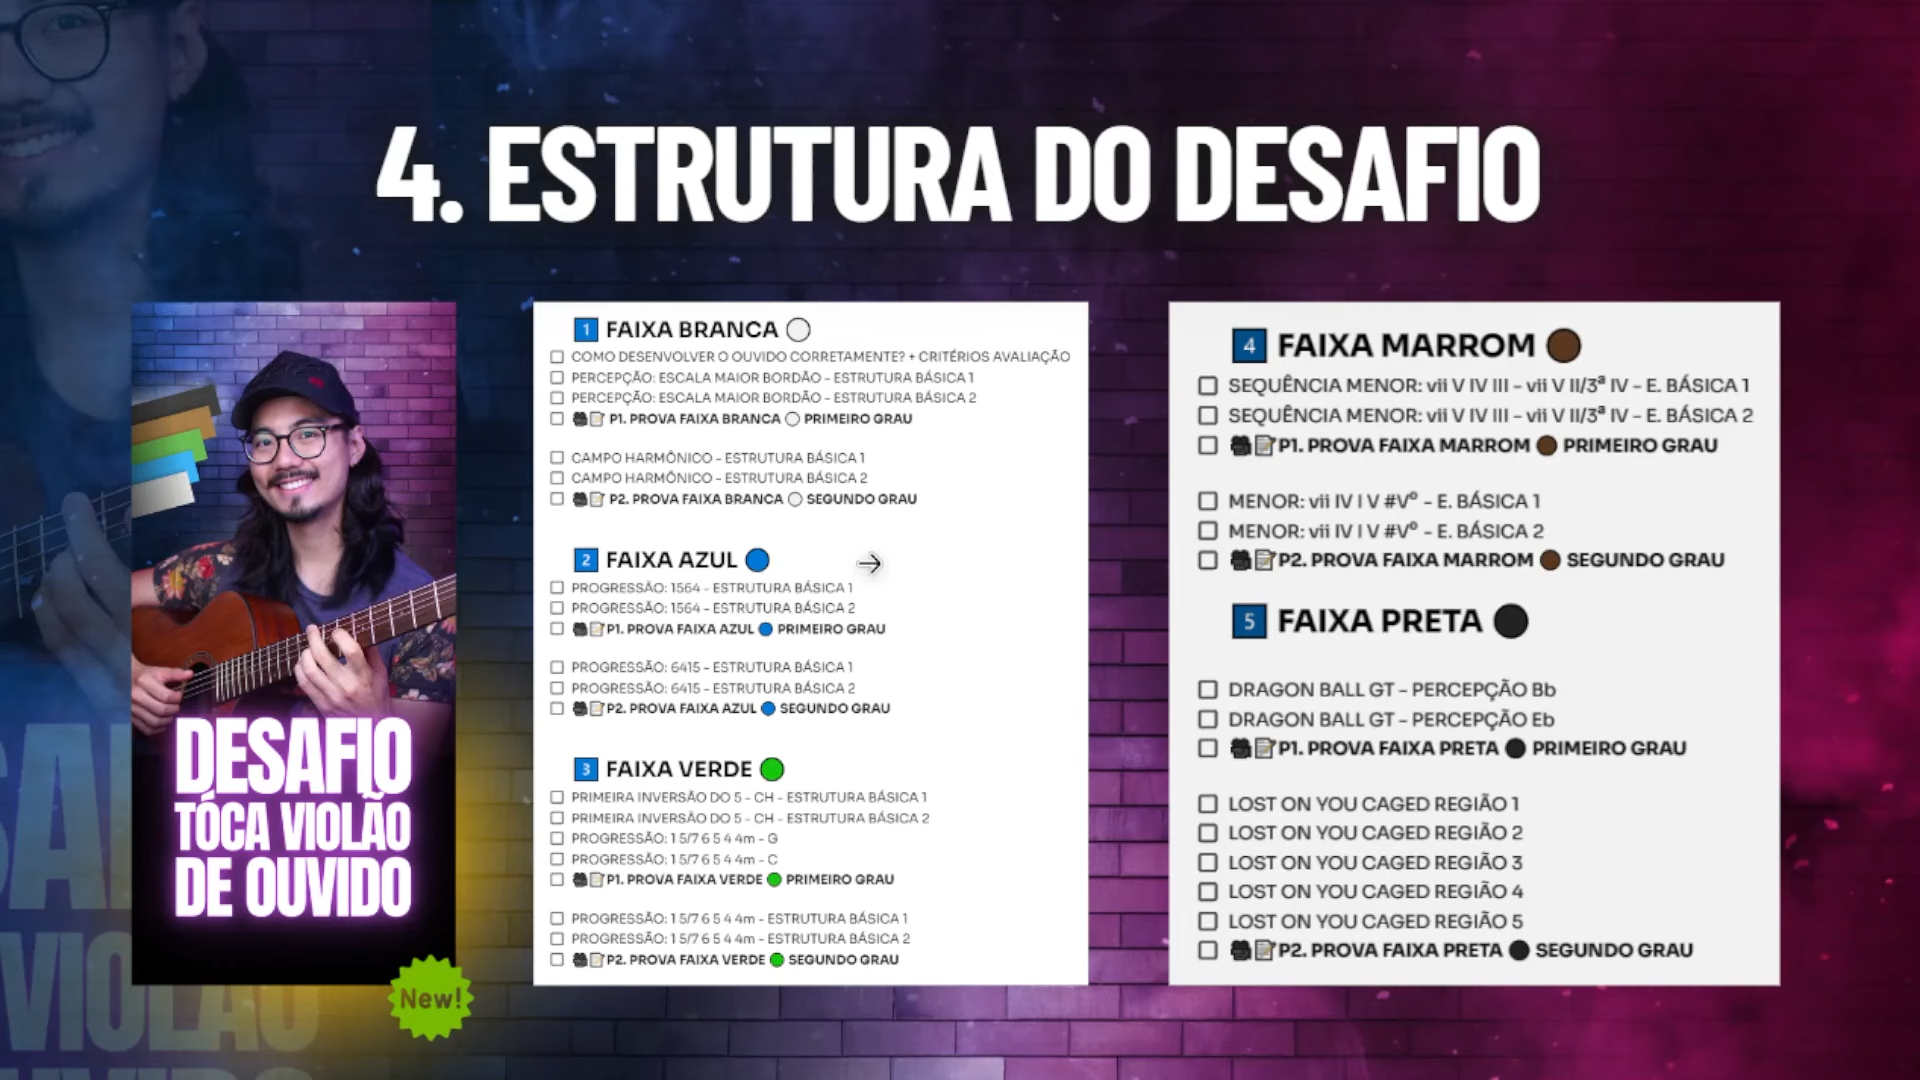 4. ESTRUTURA DO DESAFIO
DESAFIO
TOCA VIOLÃO
DE OUVIDO
New!
1 FAIXA BRANCA
COMO DESENVOLVER O OUVIDO CORRETAMENTE? + CRITÉRIOS AVALIAÇÃO
PERCEPÇÃO: ESCALA MAIOR BORDÃO - ESTRUTURA BÁSICA 1
PERCEPÇÃO: ESCALA MAIOR BORDÃO - ESTRUTURA BÁSICA 2
P1. PROVA FAIXA BRANCA PRIMEIRO GRAU
CAMPO HARMÔNICO - ESTRUTURA BÁSICA 1
CAMPO HARMÔNICO - ESTRUTURA BÁSICA 2
P2. PROVA FAIXA BRANCA SEGUNDO GRAU
2 FAIXA AZUL
PROGRESSÃO: 1564 - ESTRUTURA BÁSICA 1
PROGRESSÃO: 1564 - ESTRUTURA BÁSICA 2
P1. PROVA FAIXA AZUL PRIMEIRO GRAU
PROGRESSÃO: 6415 - ESTRUTURA BÁSICA 1
PROGRESSÃO: 6415 - ESTRUTURA BÁSICA 2
P2. PROVA FAIXA AZUL SEGUNDO GRAU
3 FAIXA VERDE
PRIMEIRA INVERSÃO DO 5 - CH - ESTRUTURA BÁSICA 1
PRIMEIRA INVERSÃO DO 5 - CH - ESTRUTURA BÁSICA 2
PROGRESSÃO: 1 5/7 6 5 4 4m - G
PROGRESSÃO: 1 5/7 6 5 4 4m - C
P1. PROVA FAIXA VERDE PRIMEIRO GRAU
PROGRESSÃO: 1 5/7 6 5 4 4m - ESTRUTURA BÁSICA 1
PROGRESSÃO: 1 5/7 6 5 4 4m - ESTRUTURA BÁSICA 2
P2. PROVA FAIXA VERDE SEGUNDO GRAU
4 FAIXA MARROM
SEQUÊNCIA MENOR: vii V IV III - vii V II/3ª IV - E. BÁSICA 1
SEQUÊNCIA MENOR: vii V IV III - vii V II/3ª IV - E. BÁSICA 2
P1. PROVA FAIXA MARROM PRIMEIRO GRAU
MENOR: vii IV I V #Vº - E. BÁSICA 1
MENOR: vii IV I V #Vº - E. BÁSICA 2
P2. PROVA FAIXA MARROM SEGUNDO GRAU
5 FAIXA PRETA
DRAGON BALL GT - PERCEPÇÃO Bb
DRAGON BALL GT - PERCEPÇÃO Eb
P1. PROVA FAIXA PRETA PRIMEIRO GRAU
LOST ON YOU CAGED REGIÃO 1
LOST ON YOU CAGED REGIÃO 2
LOST ON YOU CAGED REGIÃO 3
LOST ON YOU CAGED REGIÃO 4
LOST ON YOU CAGED REGIÃO 5
P2. PROVA FAIXA PRETA SEGUNDO GRAU